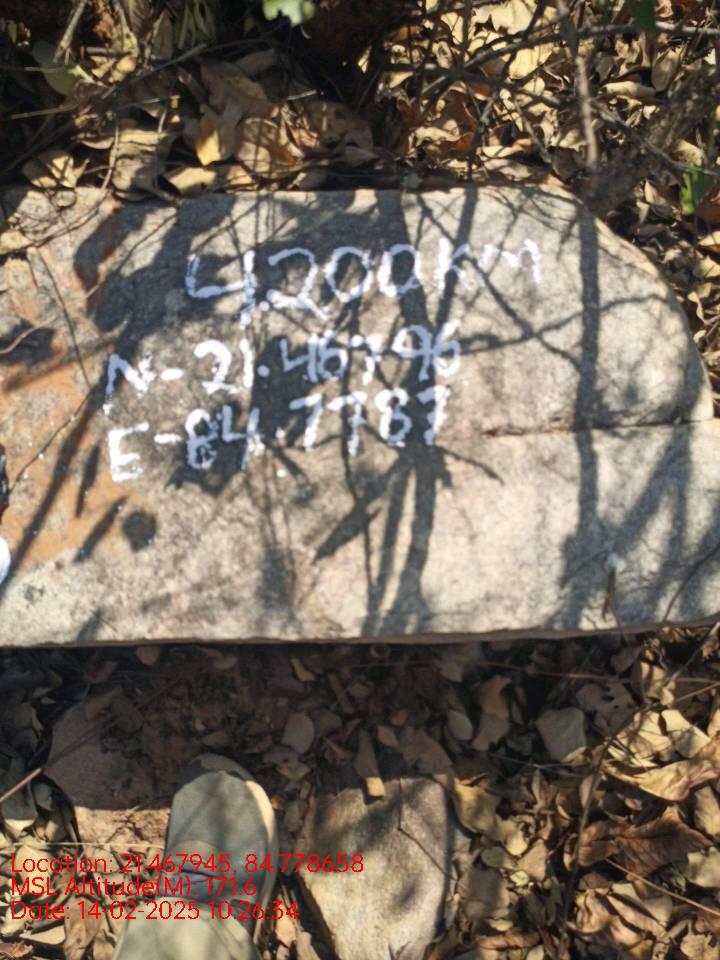 4.200km
N-21.46796
E-84.7787
Location: 21.467945, 84.778658
MSL Altitude(M): 171.6
Date: 14-02-2025 10:26:34